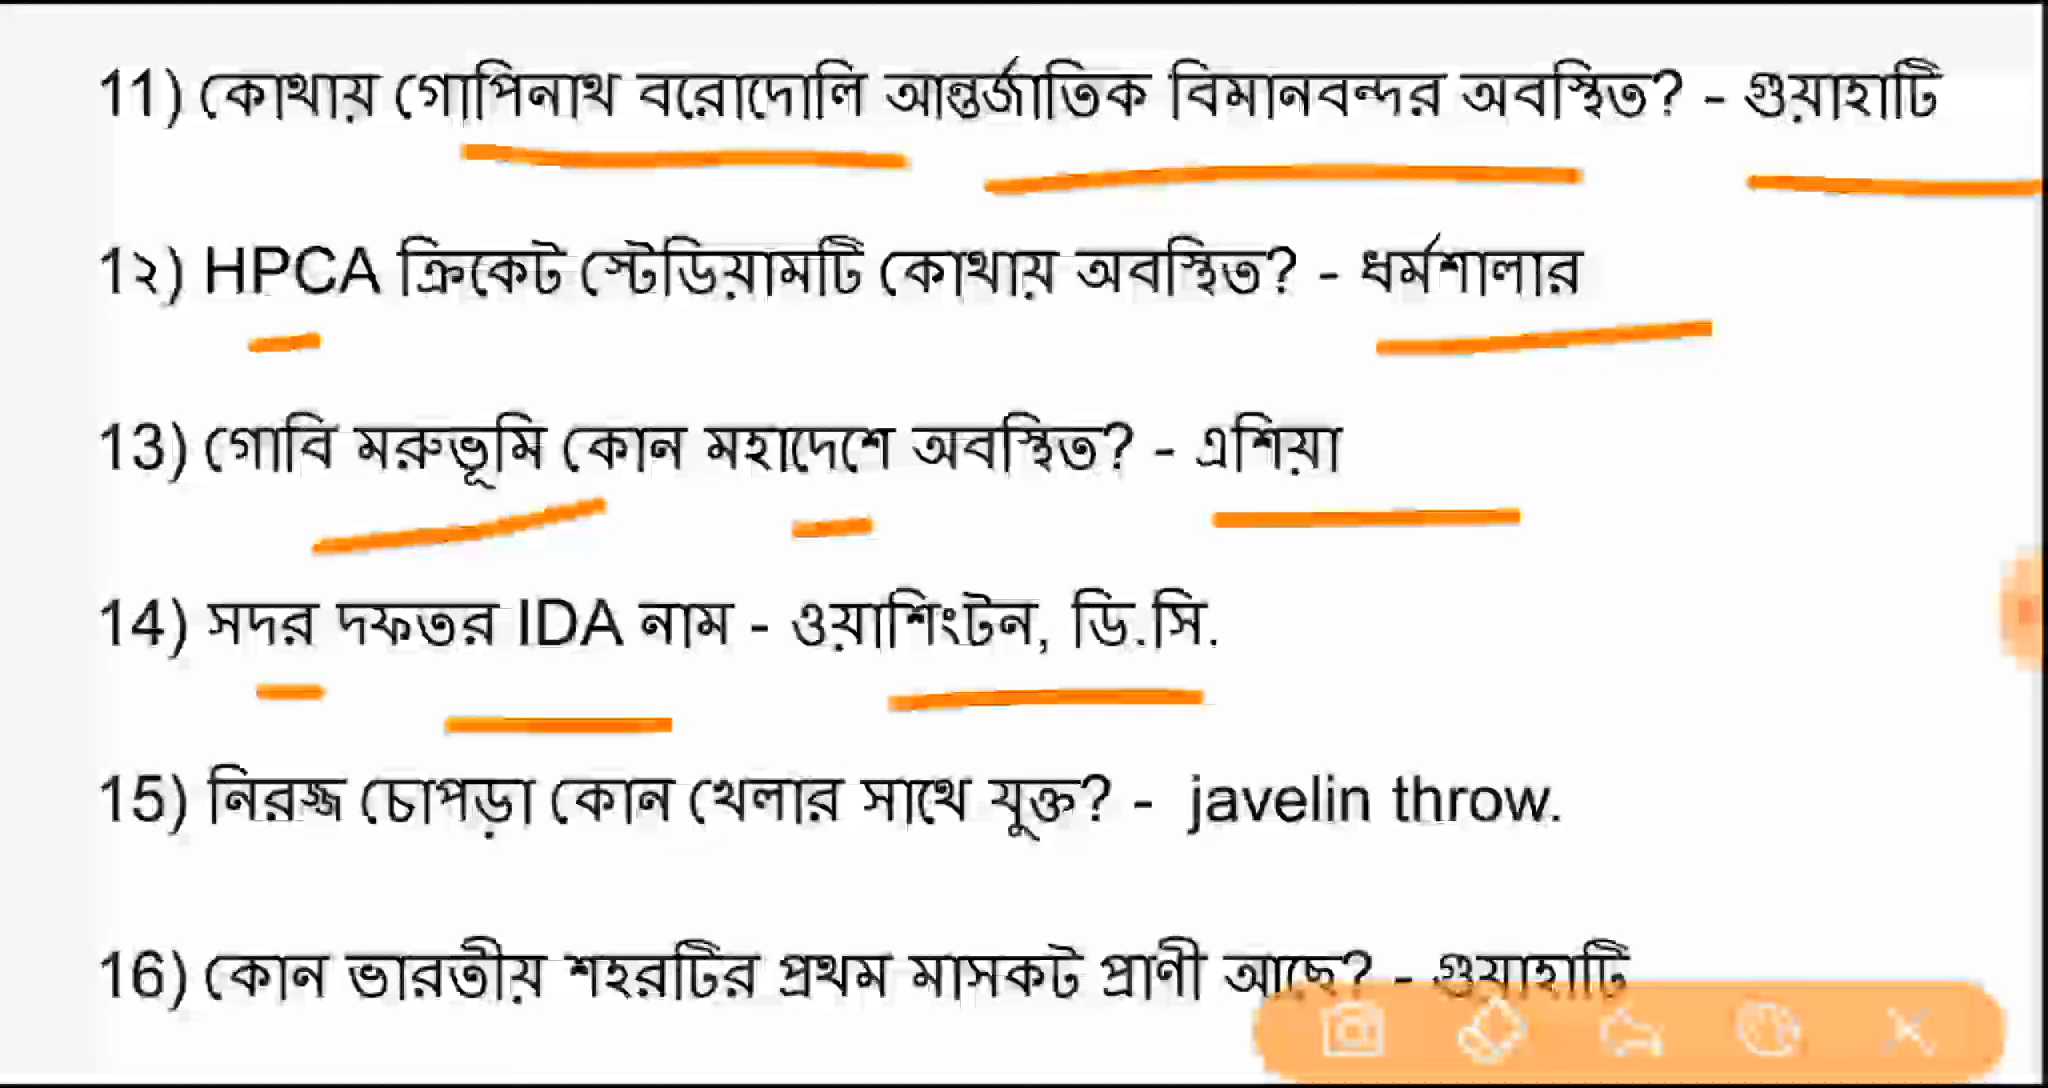 11) কোথায় গোপিনাথ বরোদোলি আন্তর্জাতিক বিমানবন্দর অবস্থিত? - গুয়াহাটি
1২) HPCA ক্রিকেট স্টেডিয়ামটি কোথায় অবস্থিত? - ধর্মশালার
13) গোবি মরুভূমি কোন মহাদেশে অবস্থিত? - এশিয়া
14) সদর দফতর IDA নাম - ওয়াশিংটন, ডি.সি.
15) নিরজ্জ চোপড়া কোন খেলার সাথে যুক্ত? - javelin throw.
16) কোন ভারতীয় শহরটির প্রথম মাসকট প্রাণী আছে? - গুয়াহাটি